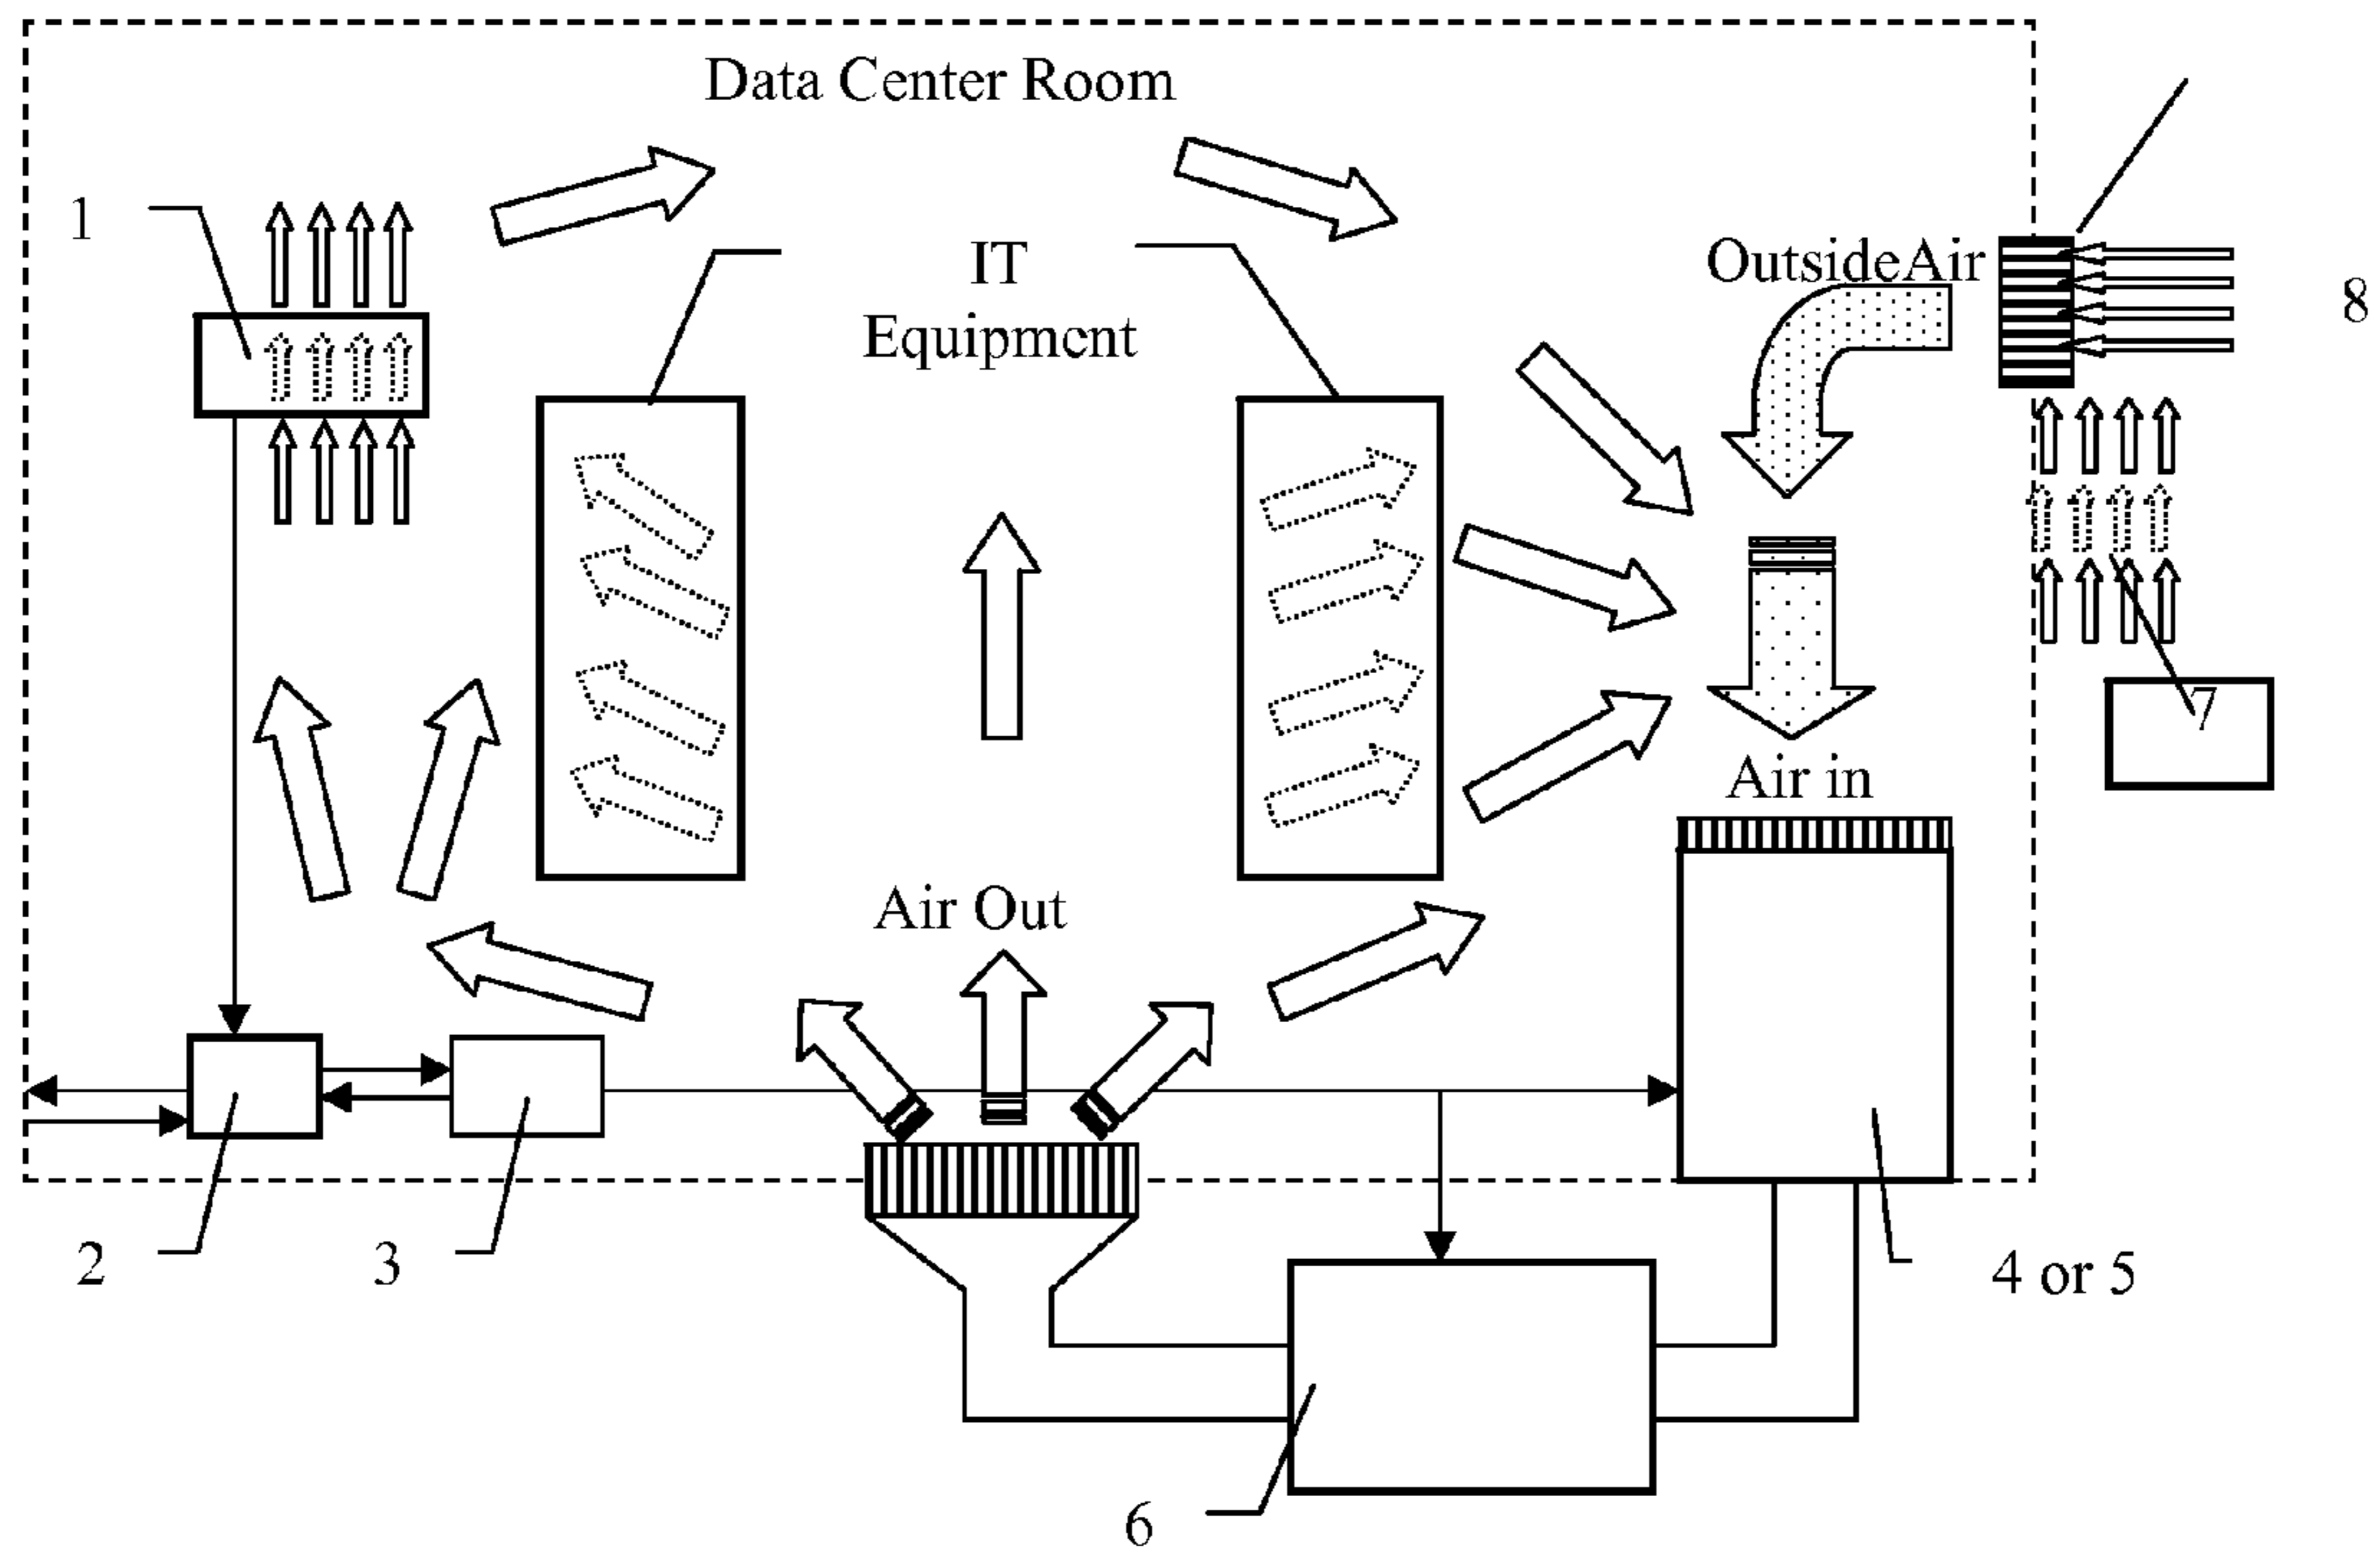 Data Center Room
1
IT
Equipment
OutsideAir
8
7
Air in
Air Out
2
3
4 or 5
6